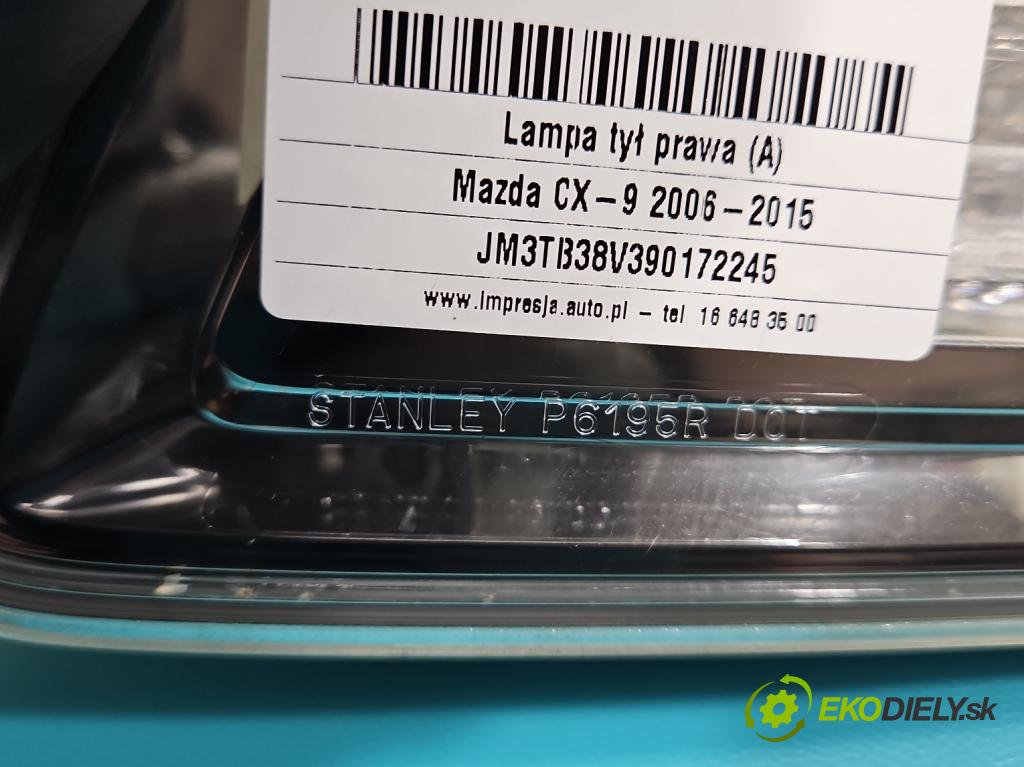 Lampa tył prawa (A)
Mazda CX-9 2006-2015
JM3TB38V390172245
www.impresja.auto.pl - tel 16 648 35 00
STANLEY P6195R DOT
EKODIELY.sk